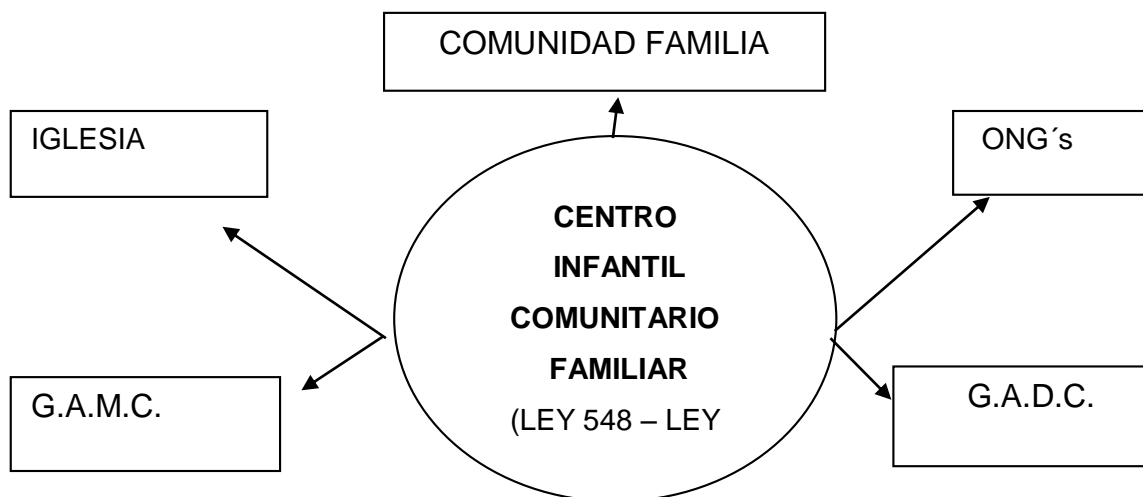 COMUNIDAD FAMILIA
IGLESIA
ONG´s
CENTRO
INFANTIL
COMUNITARIO
FAMILIAR
(LEY 548 – LEY
G.A.M.C.
G.A.D.C.